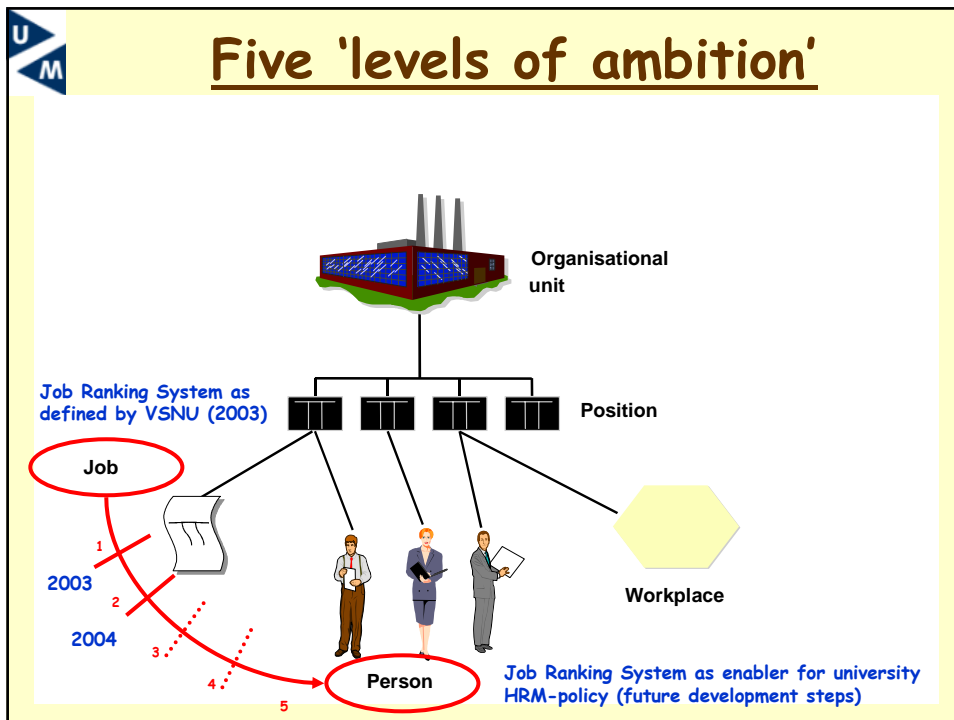 U
M
Five ‘levels of ambition’
Organisational
unit
Job Ranking System as
defined by VSNU (2003)
Position
Job
1
2003
2
2004
3
4
5
Workplace
Person
Job Ranking System as enabler for university
HRM-policy (future development steps)